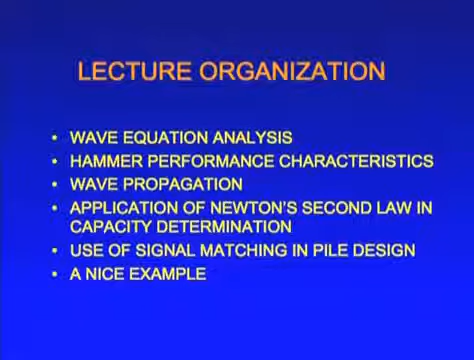 LECTURE ORGANIZATION
• WAVE EQUATION ANALYSIS
• HAMMER PERFORMANCE CHARACTERISTICS
• WAVE PROPAGATION
• APPLICATION OF NEWTON'S SECOND LAW IN
CAPACITY DETERMINATION
• USE OF SIGNAL MATCHING IN PILE DESIGN
• A NICE EXAMPLE